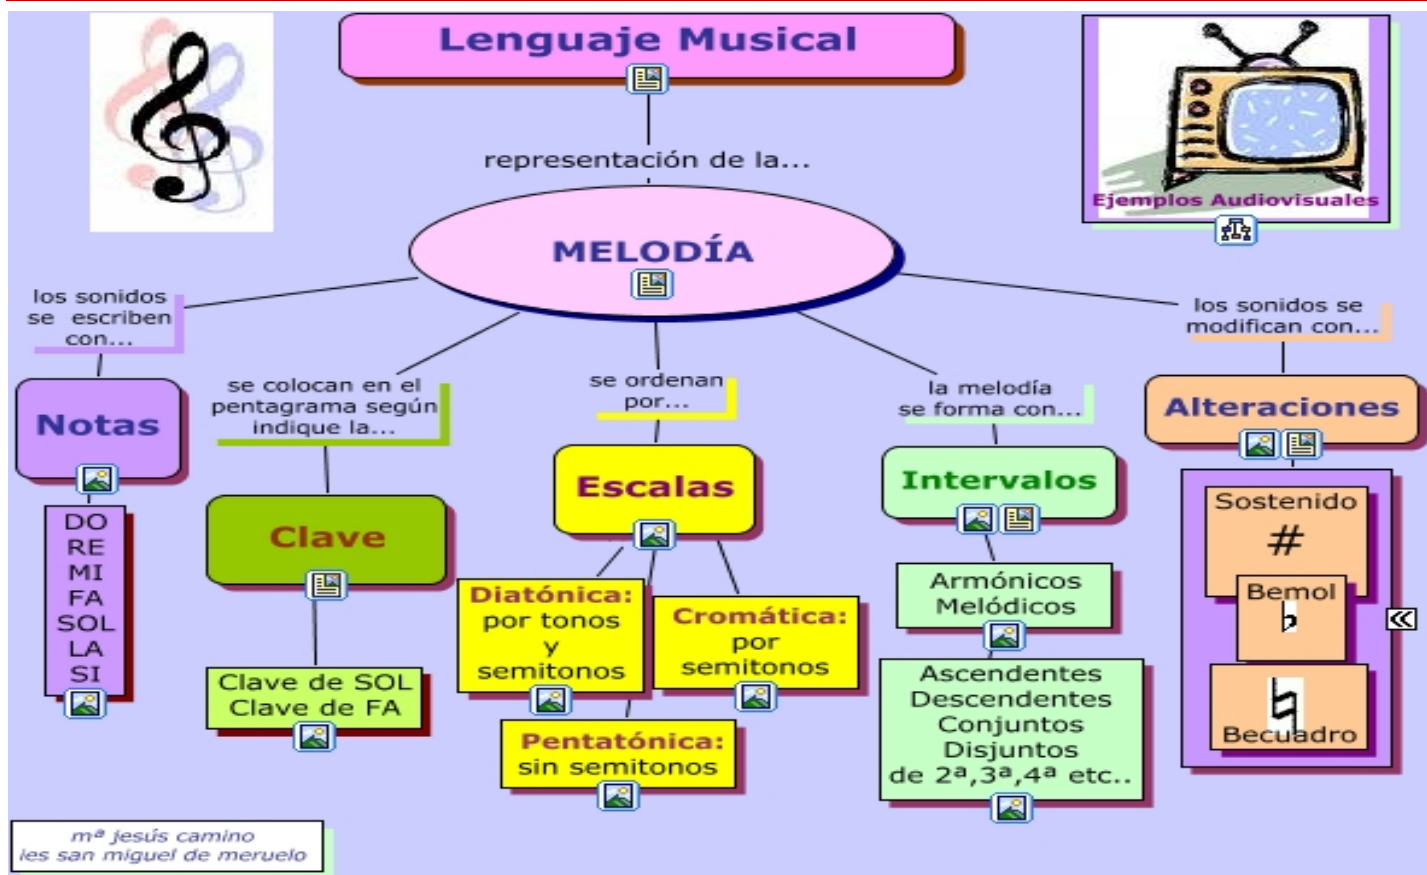 Lenguaje Musical
representación de la...
Ejemplos Audiovisuales
MELODÍA
los sonidos
se escriben
con...
Notas
DO
RE
MI
FA
SOL
LA
SI
se colocan en el
pentagrama según
indique la...
Clave
Clave de SOL
Clave de FA
se ordenan
por...
Escalas
Diatónica:
por tonos
y
semitonos
Cromática:
por
semitonos
Pentatónica:
sin semitonos
la melodía
se forma con...
Intervalos
Armónicos
Melódicos
Ascendentes
Descendentes
Conjuntos
Disjuntos
de 2ª,3ª,4ª etc..
los sonidos se
modifican con...
Alteraciones
Sostenido
#
Bemol
♭
♮
Becuadro
mª jesús camino
ies san miguel de meruelo